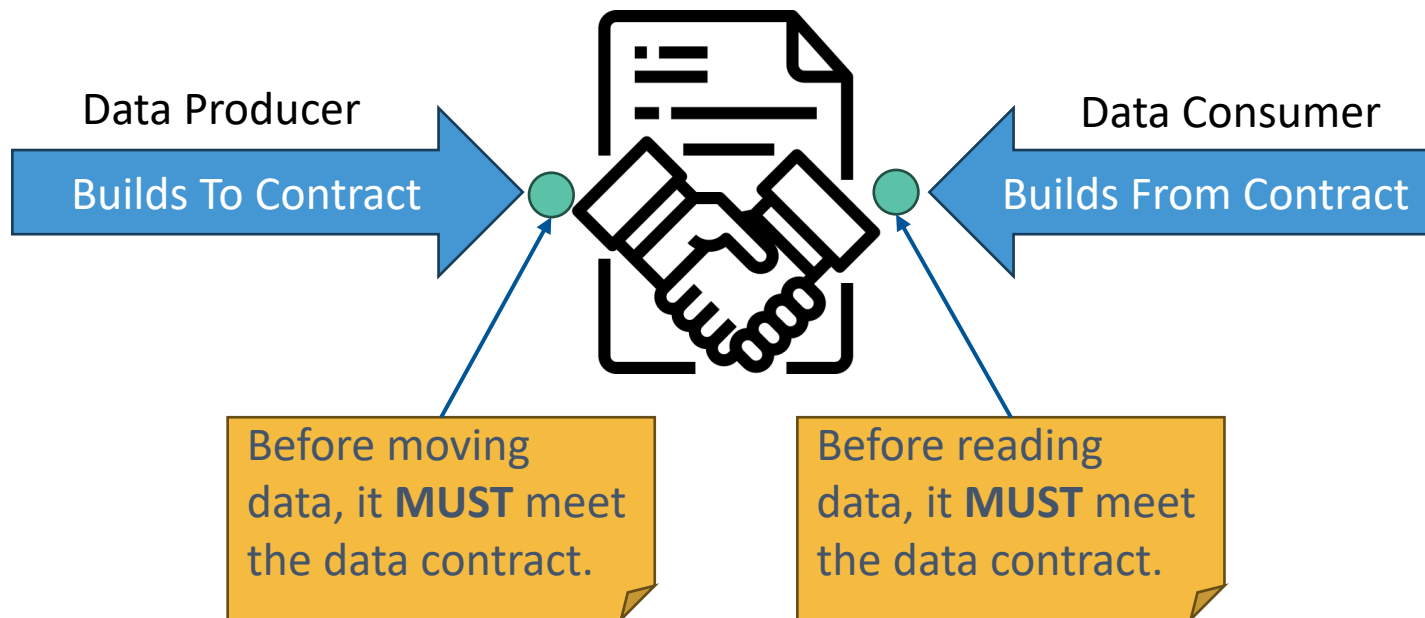 Data Producer
Builds To Contract
Data Consumer
Builds From Contract
Before moving
data, it MUST meet
the data contract.
Before reading
data, it MUST meet
the data contract.